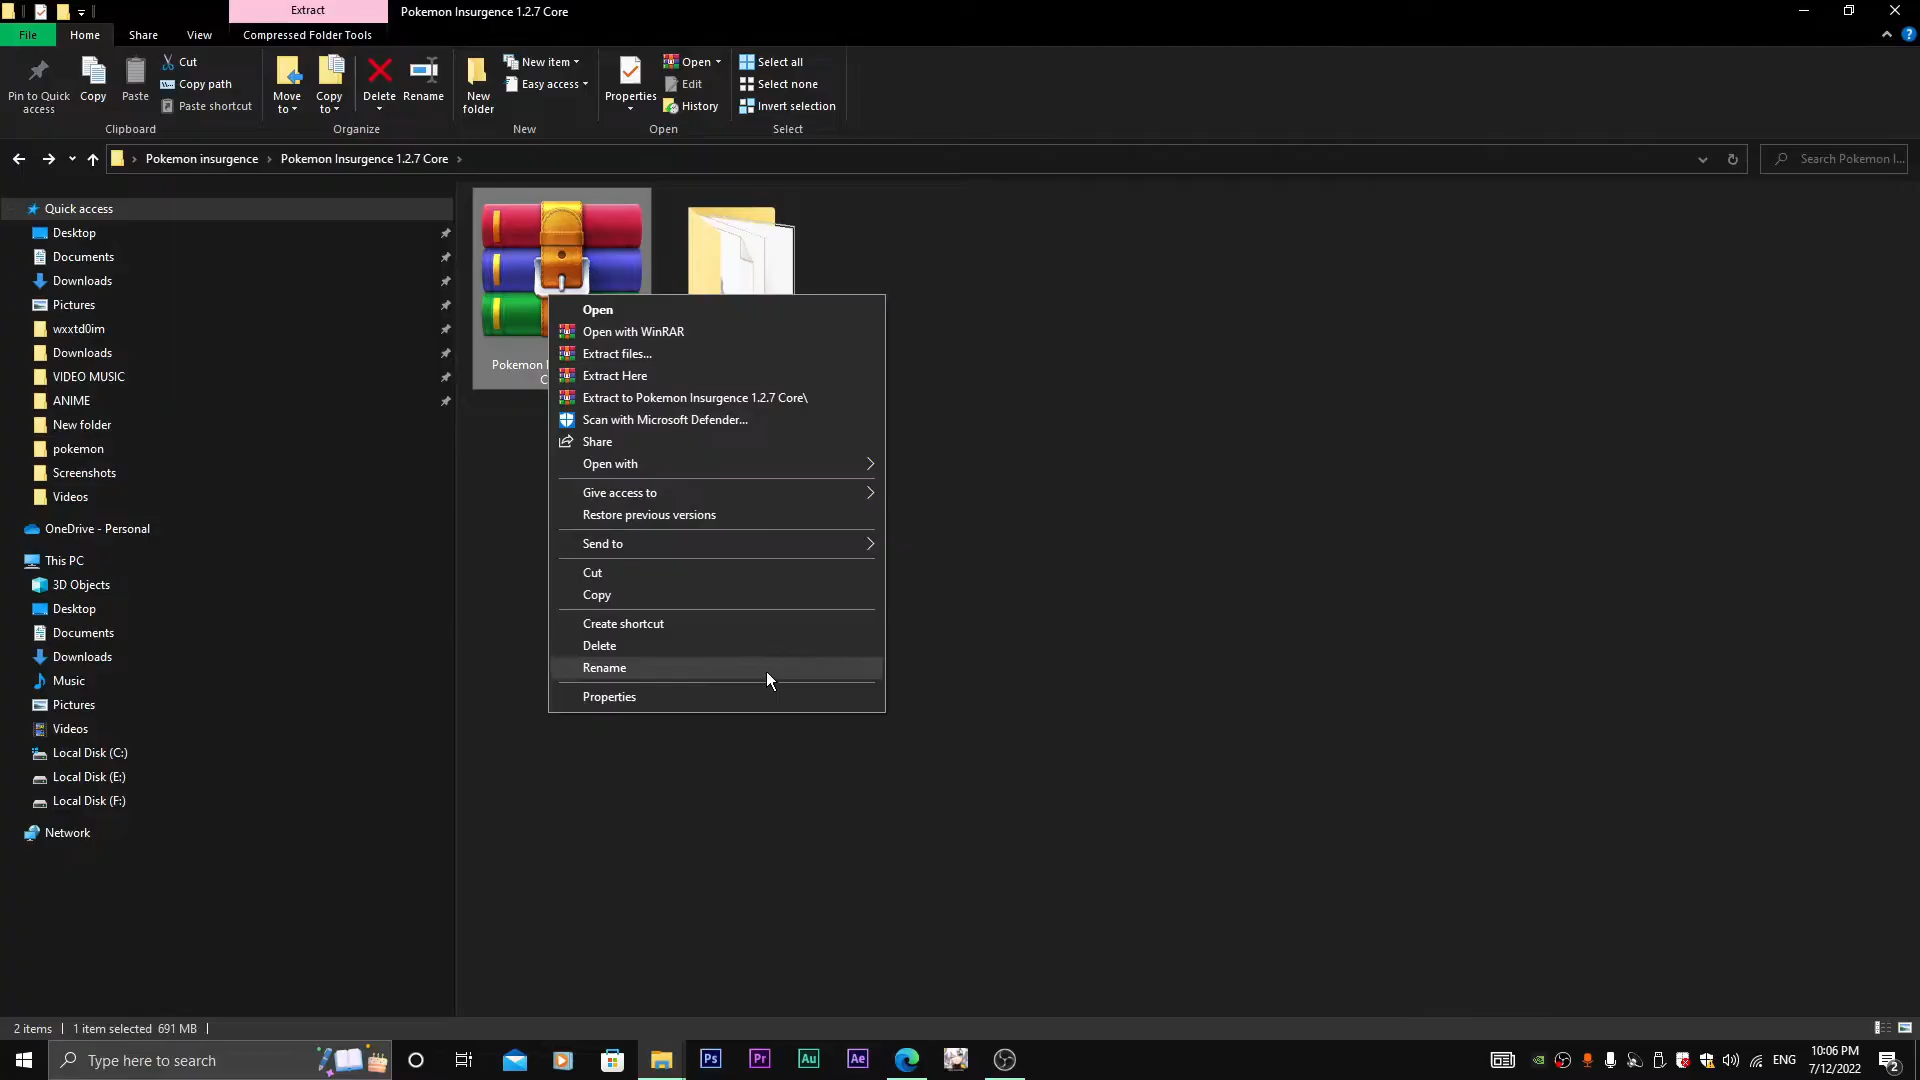 Extract
Pokemon Insurgence 1.2.7 Core
File
Home
Share
View
Compressed Folder Tools
Pin to Quick access
Copy
Paste
Cut
Copy path
Paste shortcut
Clipboard
Move to
Copy to
Delete
Rename
Organize
New folder
New item
Easy access
New
Properties
Open
Edit
History
Open
Select all
Select none
Invert selection
Select
Pokemon insurgence
Pokemon Insurgence 1.2.7 Core
Search Pokemon I...
Quick access
Desktop
Documents
Downloads
Pictures
wxxtd0im
Downloads
VIDEO MUSIC
ANIME
New folder
pokemon
Screenshots
Videos
OneDrive - Personal
This PC
3D Objects
Desktop
Documents
Downloads
Music
Pictures
Videos
Local Disk (C:)
Local Disk (E:)
Local Disk (F:)
Network
Pokemon
Open
Open with WinRAR
Extract files...
Extract Here
Extract to Pokemon Insurgence 1.2.7 Core\
Scan with Microsoft Defender...
Share
Open with
Give access to
Restore previous versions
Send to
Cut
Copy
Create shortcut
Delete
Rename
Properties
2 items
1 item selected 691 MB
Type here to search
Ps
Pr
Au
Ae
ENG
10:06 PM
7/12/2022
2